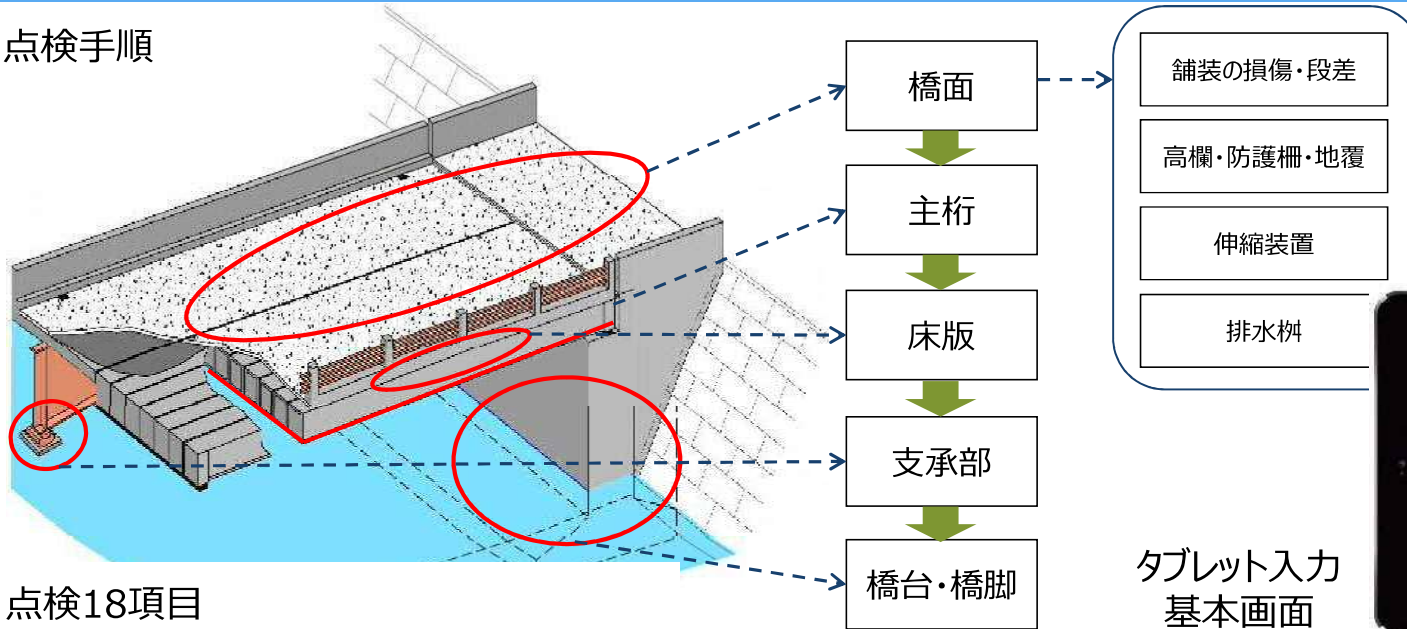 点検手順
橋面
主桁
床版
支承部
橋台・橋脚
舗装の損傷・段差
高欄・防護柵・地覆
伸縮装置
排水桝
タブレット入力
基本画面
点検18項目